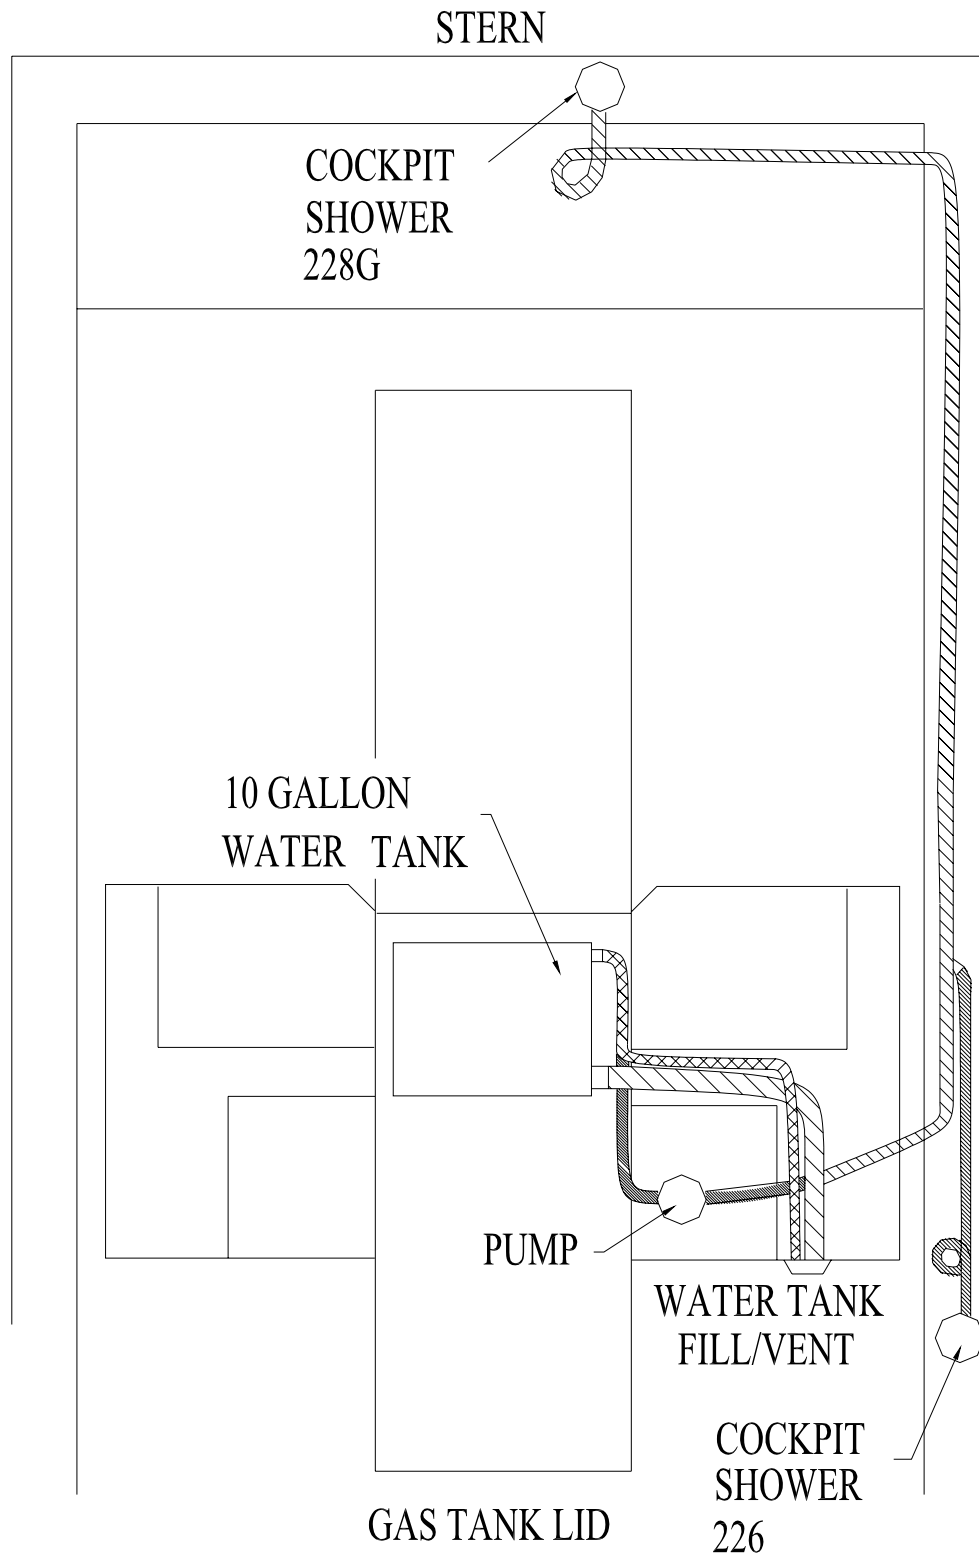 STERN
COCKPIT
SHOWER
228G
10 GALLON
WATER TANK
PUMP
WATER TANK
FILL/VENT
COCKPIT
SHOWER
226
GAS TANK LID